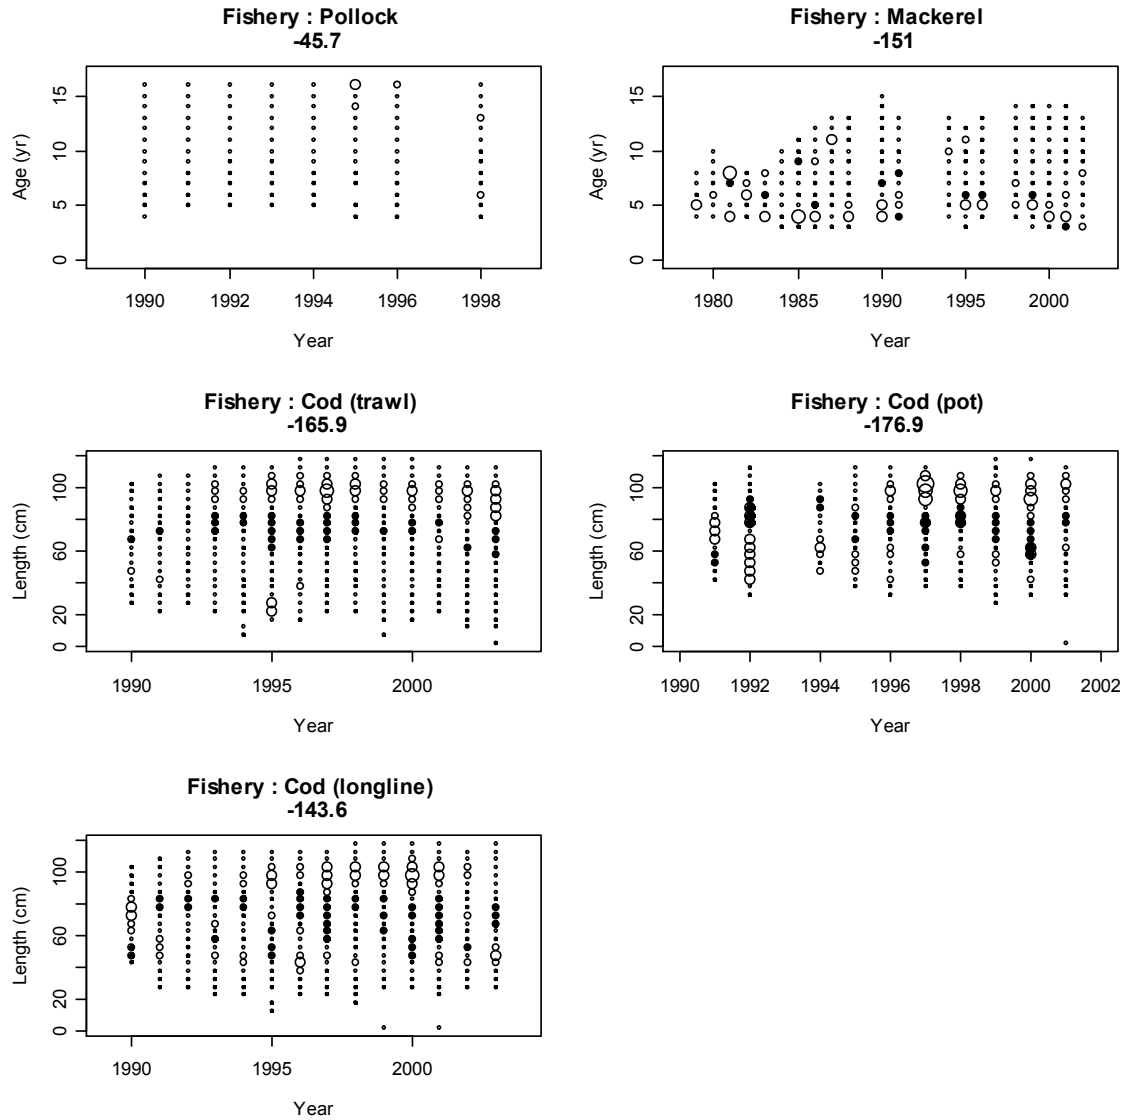 Fishery : Pollock
-45.7
Age (yr)
15
10
5
0
1990 1992 1994 1996 1998
Year
Fishery : Mackerel
-151
Age (yr)
15
10
5
0
1980 1985 1990 1995 2000
Year
Fishery : Cod (trawl)
-165.9
Length (cm)
100
60
20
0
1990 1995 2000
Year
Fishery : Cod (pot)
-176.9
Length (cm)
100
60
20
0
1990 1992 1994 1996 1998 2000 2002
Year
Fishery : Cod (longline)
-143.6
Length (cm)
100
60
20
0
1990 1995 2000
Year